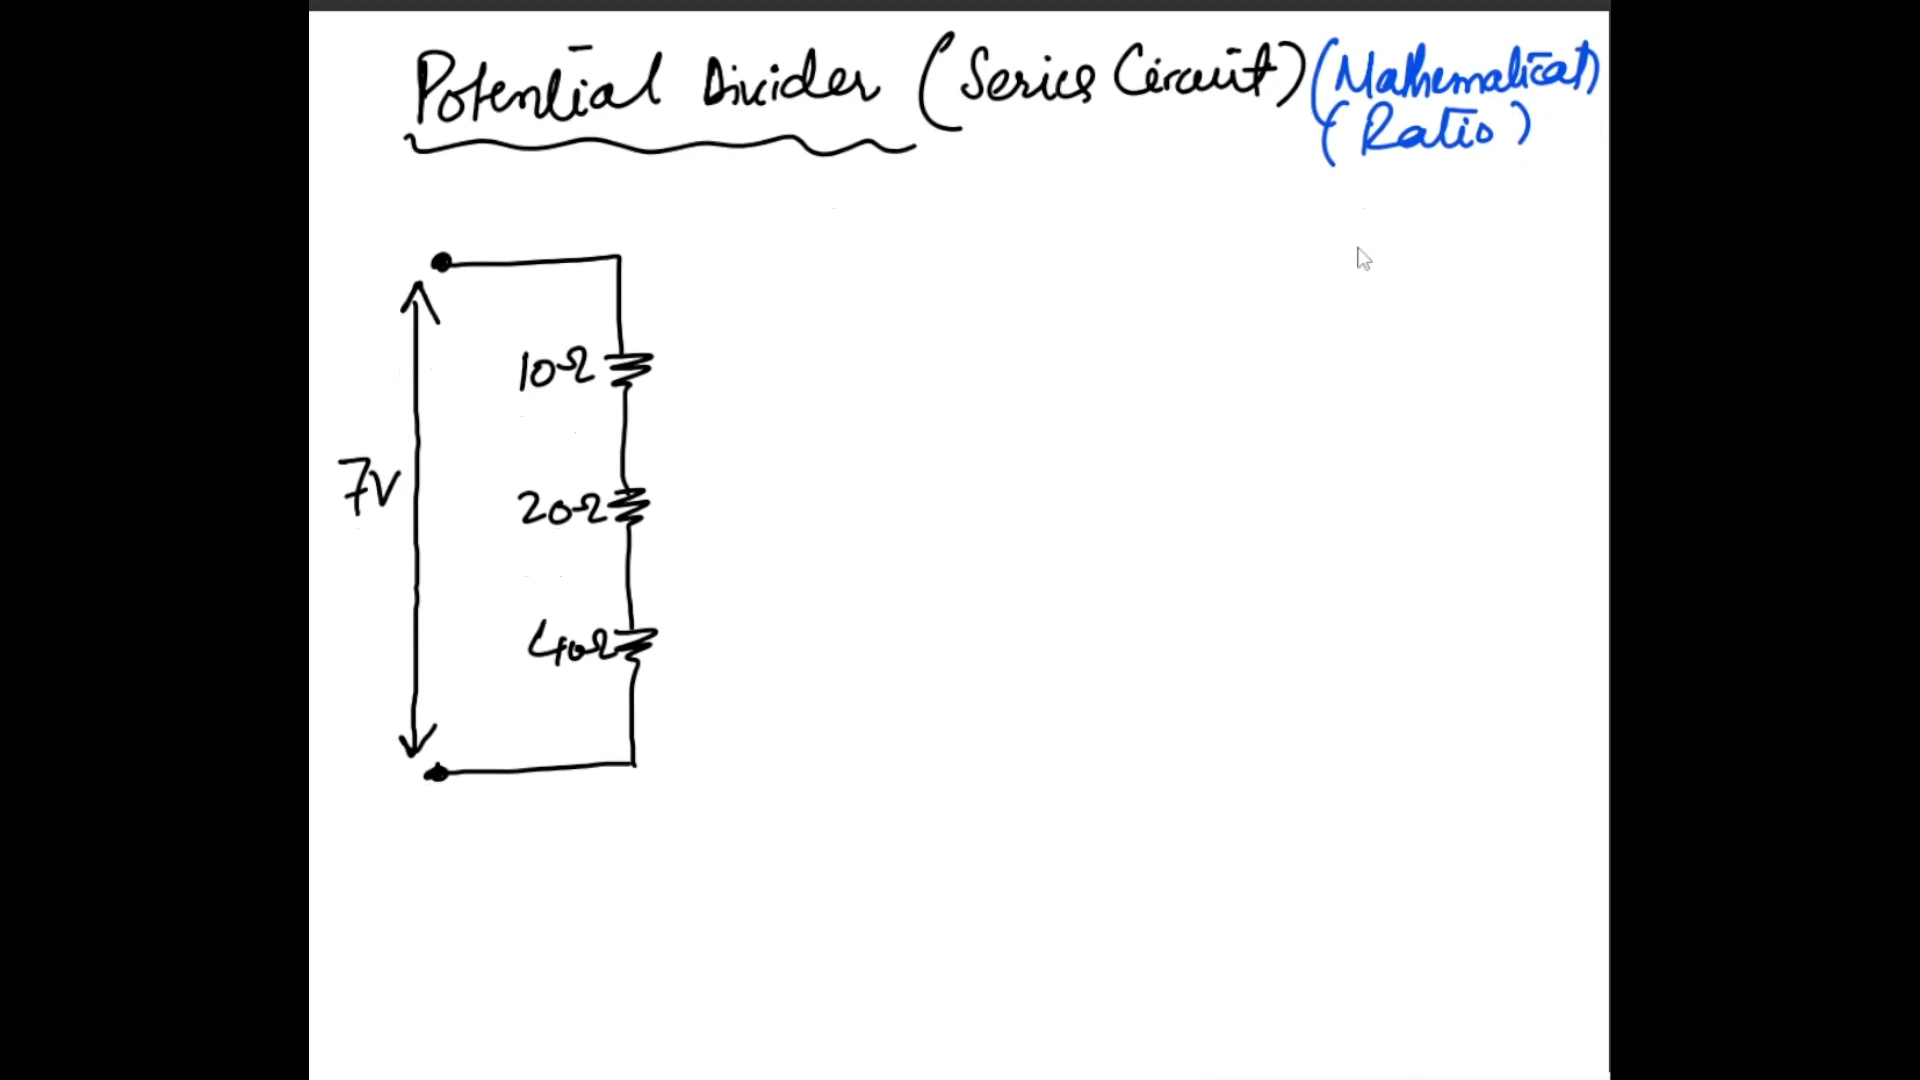 Potential Divider (Series Circuit) (Mathematical)
(Ratio)
10Ω
7V
20Ω
40Ω